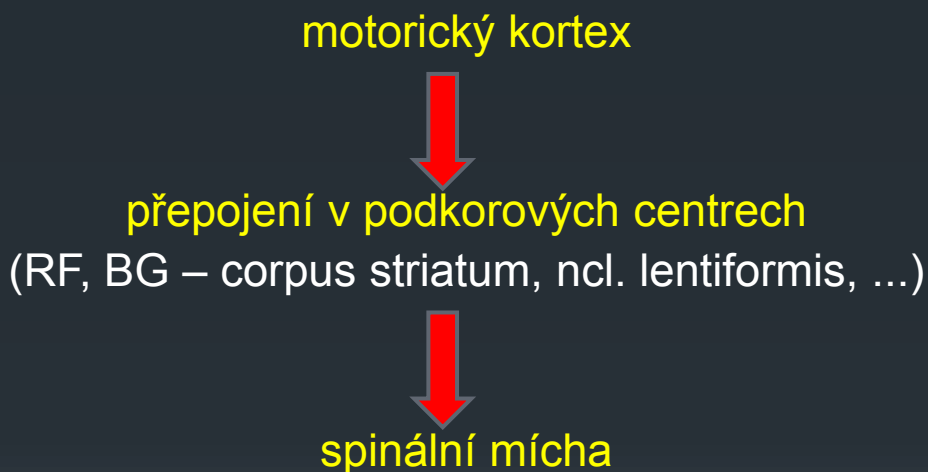 motorický kortex
přepojení v podkorových centrech
(RF, BG – corpus striatum, ncl. lentiformis, ...)
spinální mícha